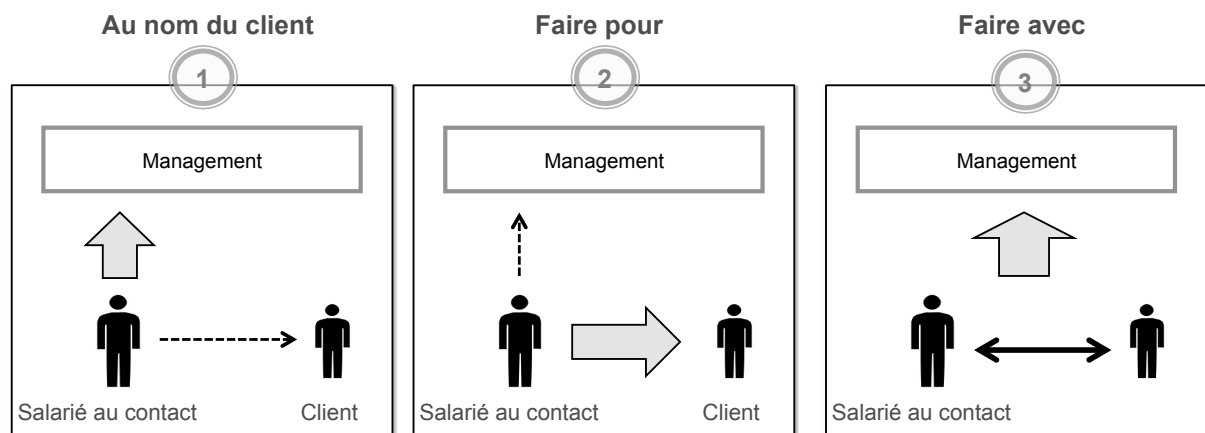 Au nom du client
Faire pour
Faire avec
1
2
3
Management
Management
Management
Salarié au contact
Client
Salarié au contact
Client
Salarié au contact